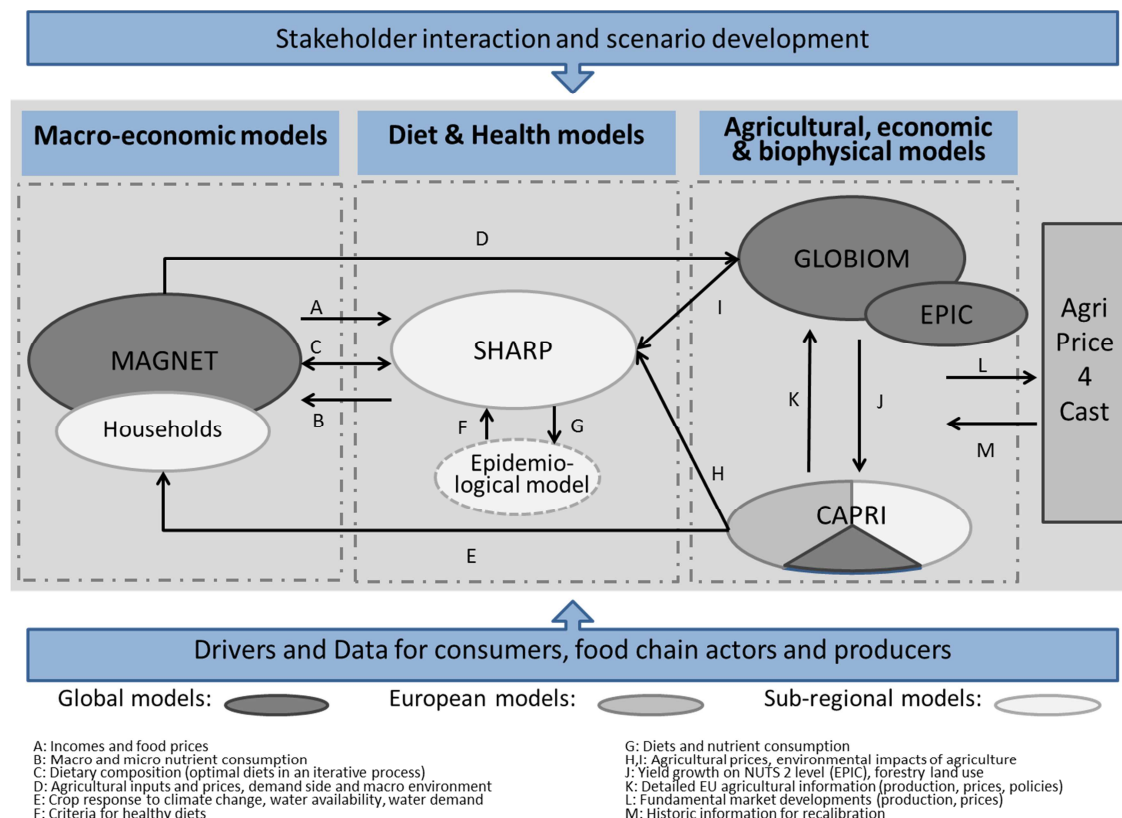 Stakeholder interaction and scenario development
Macro-economic models
Diet & Health models
Agricultural, economic
& biophysical models
D
GLOBIOM
EPIC
I
A
C
B
MAGNET
Households
SHARP
F
G
Epidemio-
logical model
H
K
J
L
M
Agri
Price
4
Cast
CAPRI
E
Drivers and Data for consumers, food chain actors and producers
Global models:
European models:
Sub-regional models:
A: Incomes and food prices
B: Macro and micro nutrient consumption
C: Dietary composition (optimal diets in an iterative process)
D: Agricultural inputs and prices, demand side and macro environment
E: Crop response to climate change, water availability, water demand
F: Criteria for healthy diets
G: Diets and nutrient consumption
H,I: Agricultural prices, environmental impacts of agriculture
J: Yield growth on NUTS 2 level (EPIC), forestry land use
K: Detailed EU agricultural information (production, prices, policies)
L: Fundamental market developments (production, prices)
M: Historic information for recalibration